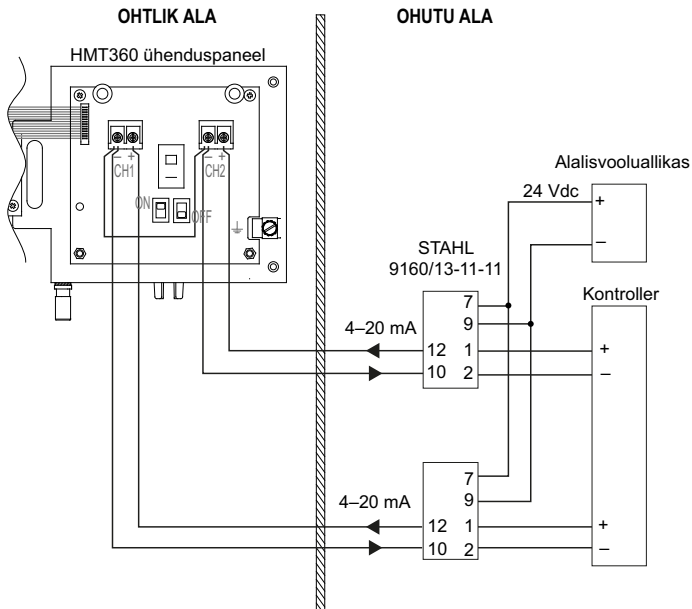 OHTLIK ALA
OHUTU ALA
HMT360 ühenduspaneel
– +
CH1
– +
CH2
ON
OFF
Alalisvooluallikas
24 Vdc
+
–
STAHL
9160/13-11-11
Kontroller
7
9
4–20 mA
12 1
10 2
+
–
7
9
4–20 mA
12 1
10 2
+
–